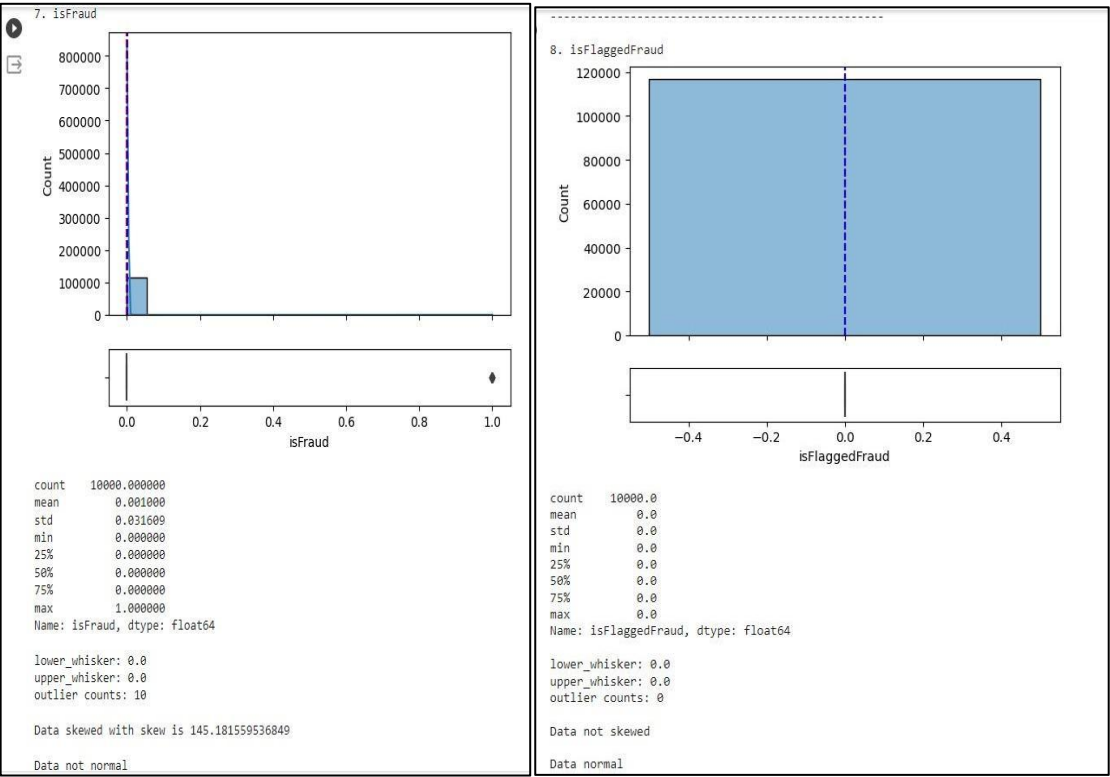 7. isFraud
800000
700000
600000
500000
400000
300000
200000
100000
0
Count
0.0 0.2 0.4 0.6 0.8 1.0
isFraud
count 10000.000000
mean 0.001000
std 0.031609
min 0.000000
25% 0.000000
50% 0.000000
75% 0.000000
max 1.000000
Name: isFraud, dtype: float64
lower_whisker: 0.0
upper_whisker: 0.0
outlier counts: 10
Data skewed with skew is 145.181559536849
Data not normal
--------------------------------------------------
8. isFlaggedFraud
120000
100000
80000
60000
40000
20000
0
Count
−0.4 −0.2 0.0 0.2 0.4
isFlaggedFraud
count 10000.0
mean 0.0
std 0.0
min 0.0
25% 0.0
50% 0.0
75% 0.0
max 0.0
Name: isFlaggedFraud, dtype: float64
lower_whisker: 0.0
upper_whisker: 0.0
outlier counts: 0
Data not skewed
Data normal